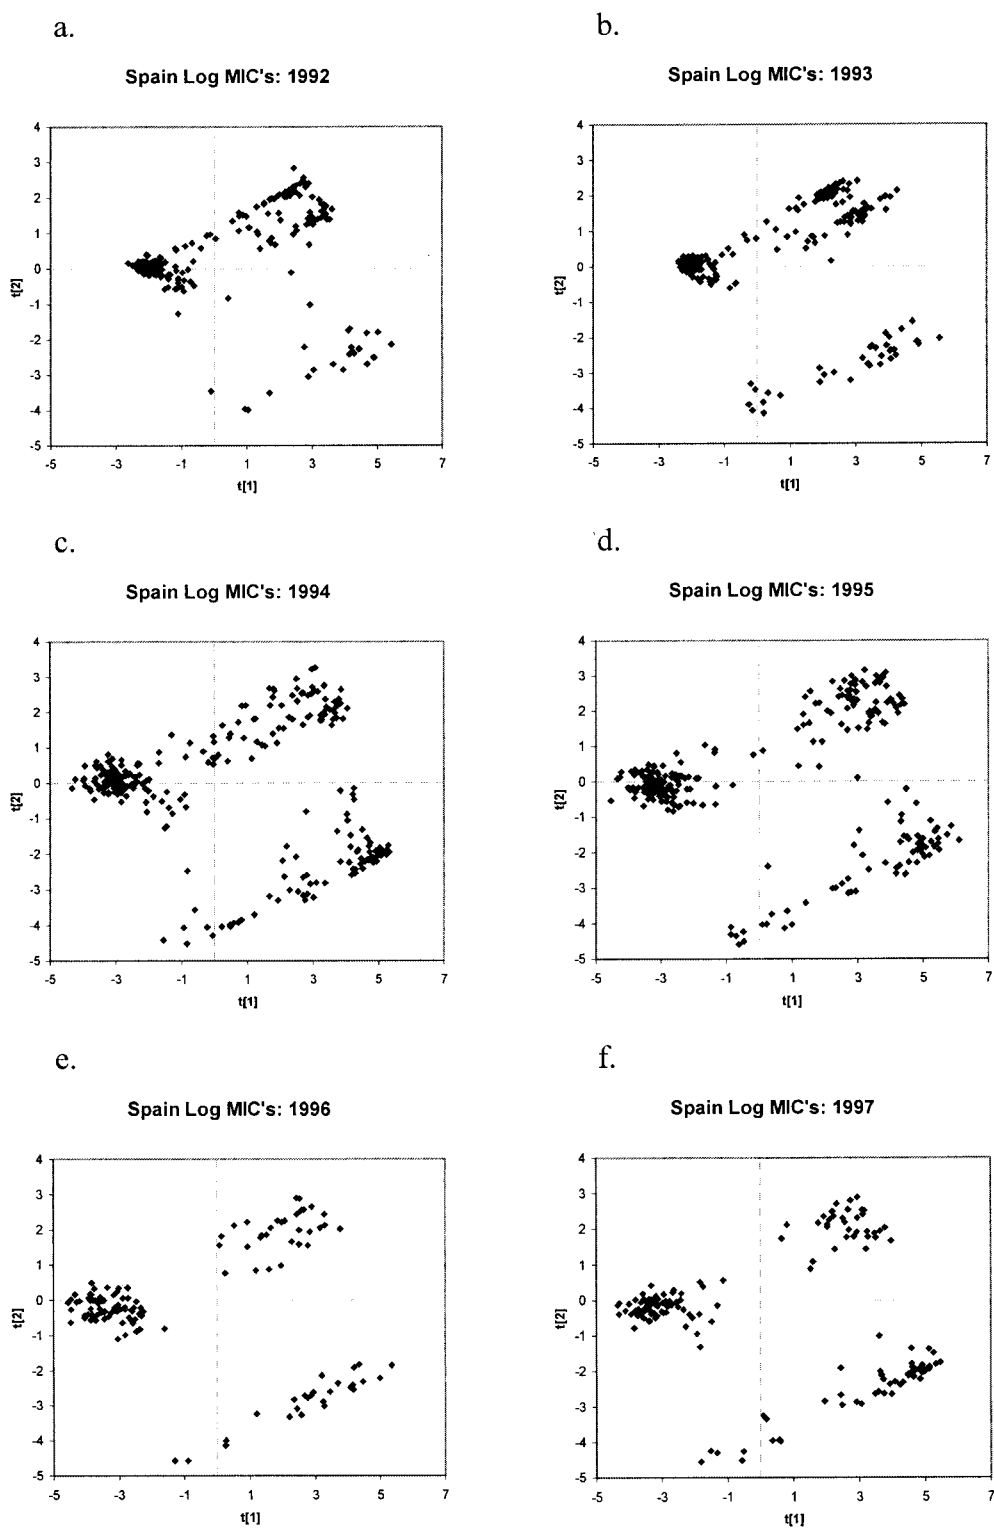 a.
Spain Log MIC's: 1992
4
3
2
1
0
-1
-2
-3
-4
-5
t[2]
-5 -3 -1 1 3 5 7
t[1]
b.
Spain Log MIC's: 1993
4
3
2
1
0
-1
-2
-3
-4
-5
t[2]
-5 -3 -1 1 3 5 7
t[1]
c.
Spain Log MIC's: 1994
4
3
2
1
0
-1
-2
-3
-4
-5
t[2]
-5 -3 -1 1 3 5 7
t[1]
d.
Spain Log MIC's: 1995
4
3
2
1
0
-1
-2
-3
-4
-5
t[2]
-5 -3 -1 1 3 5 7
t[1]
e.
Spain Log MIC's: 1996
4
3
2
1
0
-1
-2
-3
-4
-5
t[2]
-5 -3 -1 1 3 5 7
t[1]
f.
Spain Log MIC's: 1997
4
3
2
1
0
-1
-2
-3
-4
-5
t[2]
-5 -3 -1 1 3 5 7
t[1]